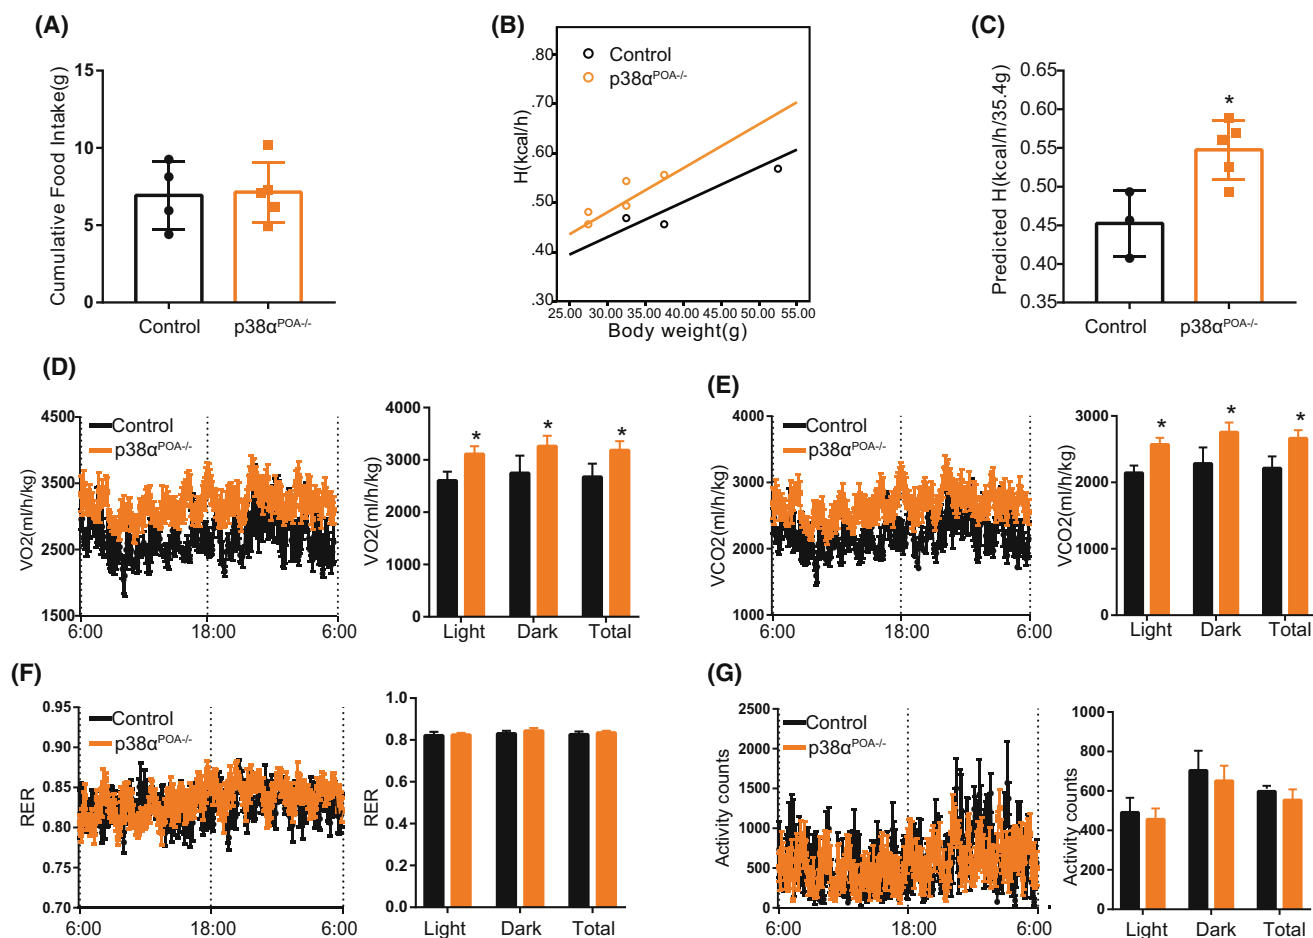 (A)
Cumulative Food Intake(g)
15
10
5
0
Control
p38α^POA-/-
(B)
H(kcal/h)
.80
.70
.60
.50
.40
.30
Control
p38α^POA-/-
25.00 30.00 35.00 40.00 45.00 50.00 55.00
Body weight(g)
(C)
Predicted H(kcal/h/35.4g)
0.65
0.60
0.55
0.50
0.45
0.40
0.35
*
Control
p38α^POA-/-
(D)
VO2(ml/h/kg)
4500
3500
2500
1500
Control
p38α^POA-/-
6:00 18:00 6:00
VO2(ml/h/kg)
4000
3000
2000
1000
0
* * *
Light Dark Total
(E)
VCO2(ml/h/kg)
4000
3000
2000
1000
Control
p38α^POA-/-
6:00 18:00 6:00
VCO2(ml/h/kg)
3000
2000
1000
0
* * *
Light Dark Total
(F)
RER
0.95
0.90
0.85
0.80
0.75
0.70
Control
p38α^POA-/-
6:00 18:00 6:00
RER
1.0
0.8
0.6
0.4
0.2
0.0
Light Dark Total
(G)
Activity counts
2500
2000
1500
1000
500
0
Control
p38α^POA-/-
6:00 18:00 6:00
Activity counts
1000
800
600
400
200
0
Light Dark Total